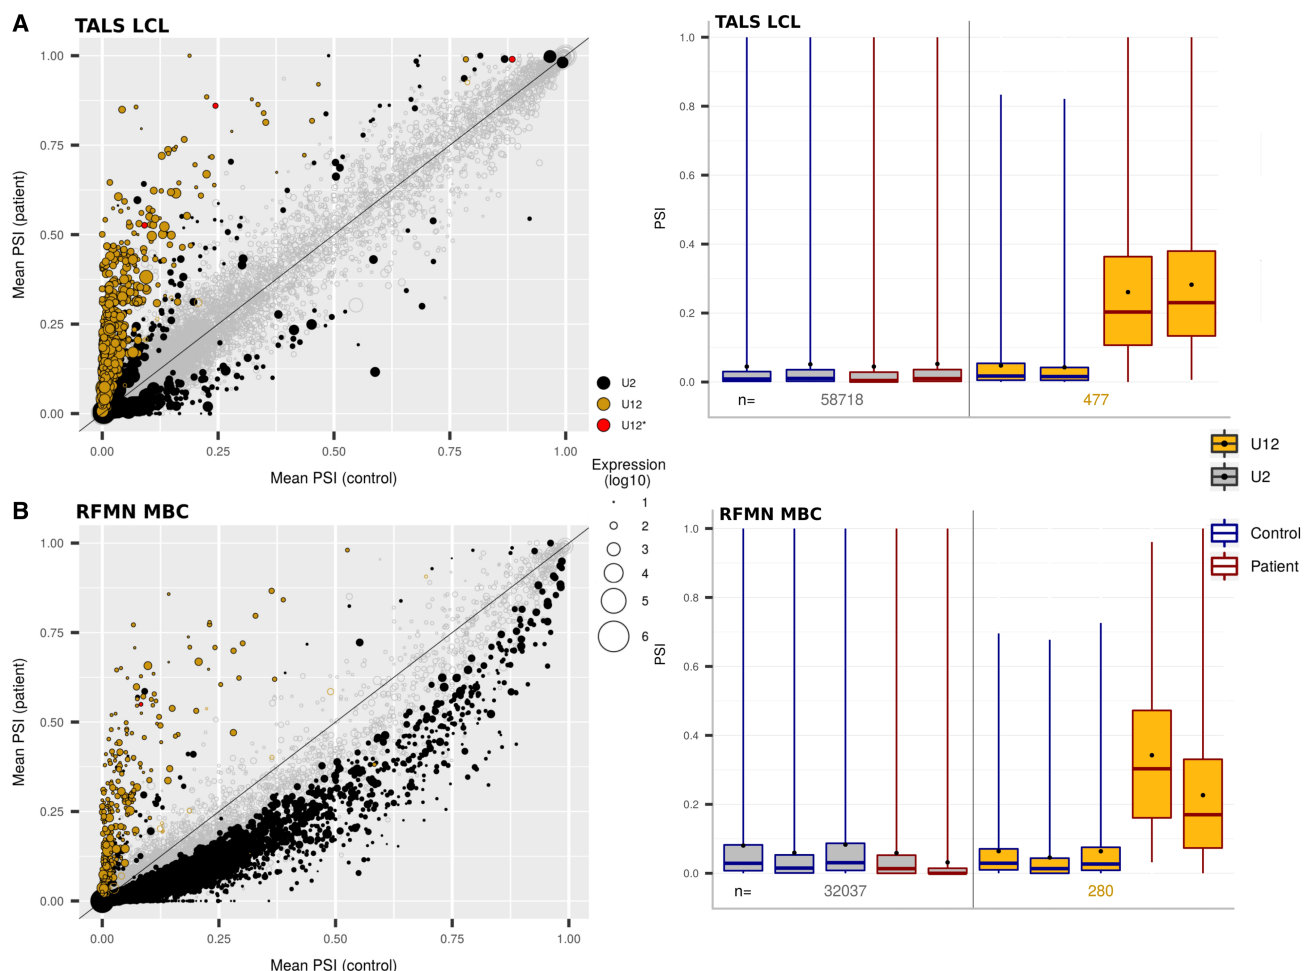 A
TALS LCL
1.00
0.75
0.50
0.25
0.00
Mean PSI (patient)
0.00
0.25
0.50
0.75
1.00
Mean PSI (control)
U2
U12
U12*
TALS LCL
1.0
0.8
0.6
0.4
0.2
0.0
PSI
n=
58718
477
Expression
(log10)
1
2
3
4
5
6
U12
U2
Control
Patient
B
RFMN MBC
1.00
0.75
0.50
0.25
0.00
Mean PSI (patient)
0.00
0.25
0.50
0.75
1.00
Mean PSI (control)
RFMN MBC
1.0
0.8
0.6
0.4
0.2
0.0
PSI
n=
32037
280